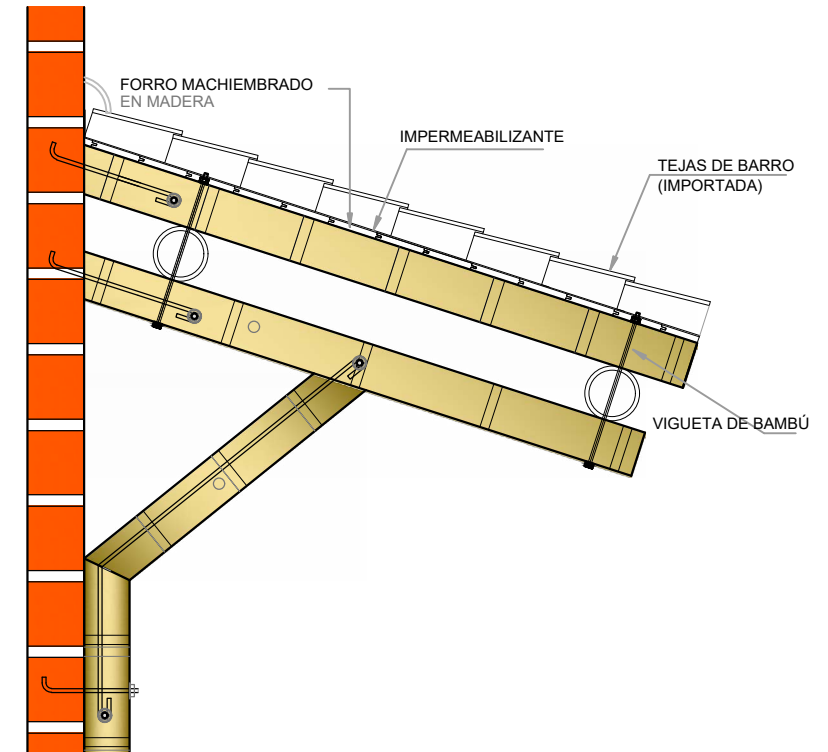 FORRO MACHIEMBRADO
EN MADERA
IMPERMEABILIZANTE
TEJAS DE BARRO
(IMPORTADA)
VIGUETA DE BAMBÚ